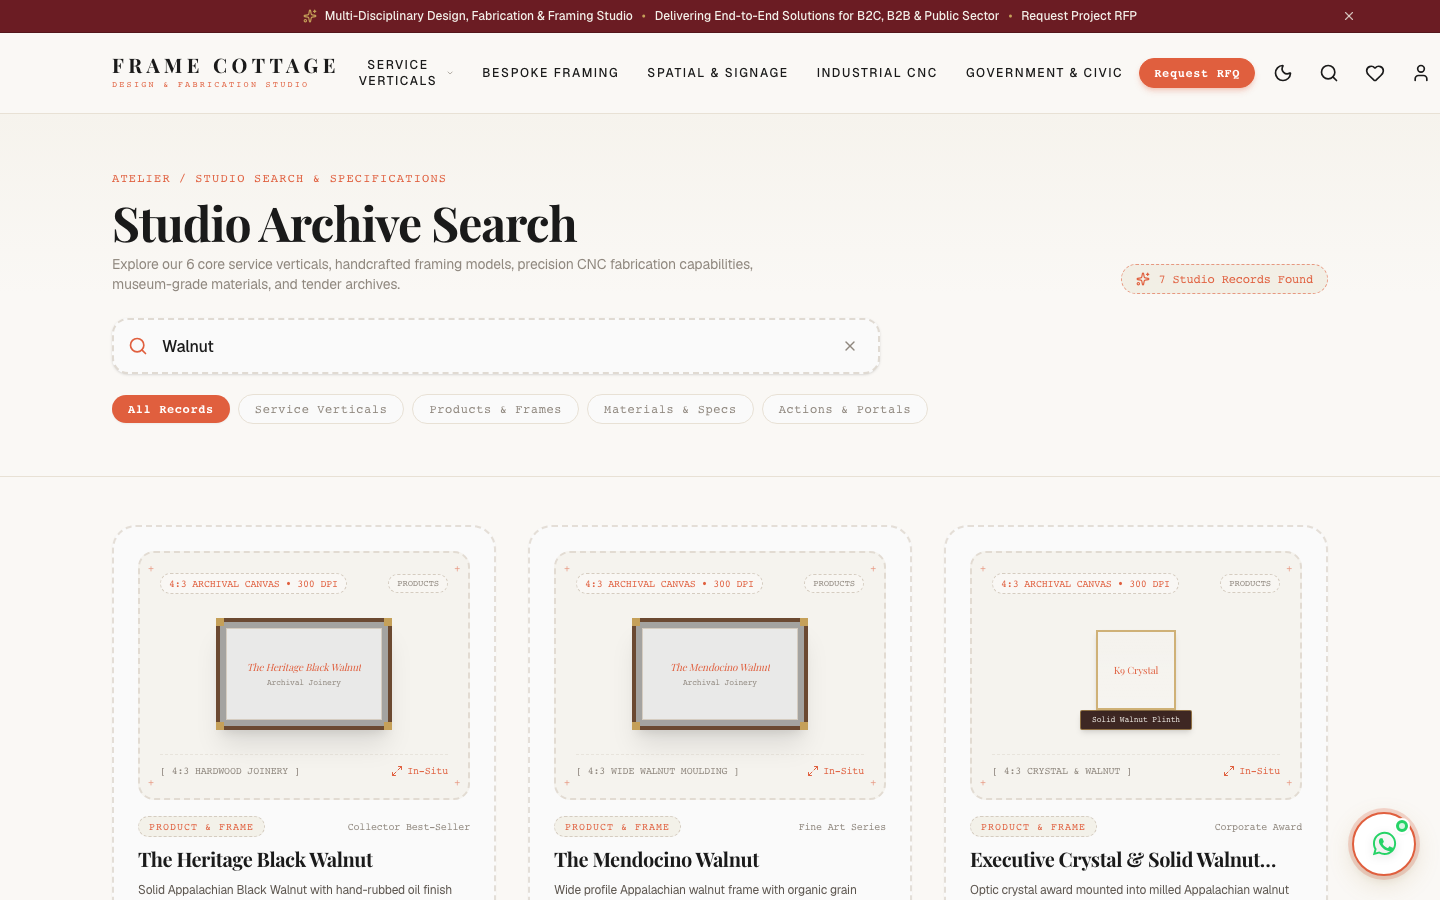 Multi-Disciplinary Design, Fabrication & Framing Studio • Delivering End-to-End Solutions for B2C, B2B & Public Sector • Request Project RFP
FRAME COTTAGE
DESIGN & FABRICATION STUDIO
SERVICE
VERTICALS
BESPOKE FRAMING
SPATIAL & SIGNAGE
INDUSTRIAL CNC
GOVERNMENT & CIVIC
Request RFQ
ATELIER / STUDIO SEARCH & SPECIFICATIONS
Studio Archive Search
Explore our 6 core service verticals, handcrafted framing models, precision CNC fabrication capabilities,
museum-grade materials, and tender archives.
7 Studio Records Found
Walnut
All Records
Service Verticals
Products & Frames
Materials & Specs
Actions & Portals
4:3 ARCHIVAL CANVAS • 300 DPI
PRODUCTS
The Heritage Black Walnut
Archival Joinery
[ 4:3 HARDWOOD JOINERY ]
In-Situ
PRODUCT & FRAME
Collector Best-Seller
The Heritage Black Walnut
Solid Appalachian Black Walnut with hand-rubbed oil finish
4:3 ARCHIVAL CANVAS • 300 DPI
PRODUCTS
The Mendocino Walnut
Archival Joinery
[ 4:3 WIDE WALNUT MOULDING ]
In-Situ
PRODUCT & FRAME
Fine Art Series
The Mendocino Walnut
Wide profile Appalachian walnut frame with organic grain
4:3 ARCHIVAL CANVAS • 300 DPI
PRODUCTS
K9 Crystal
Solid Walnut Plinth
[ 4:3 CRYSTAL & WALNUT ]
In-Situ
PRODUCT & FRAME
Corporate Award
Executive Crystal & Solid Walnut...
Optic crystal award mounted into milled Appalachian walnut